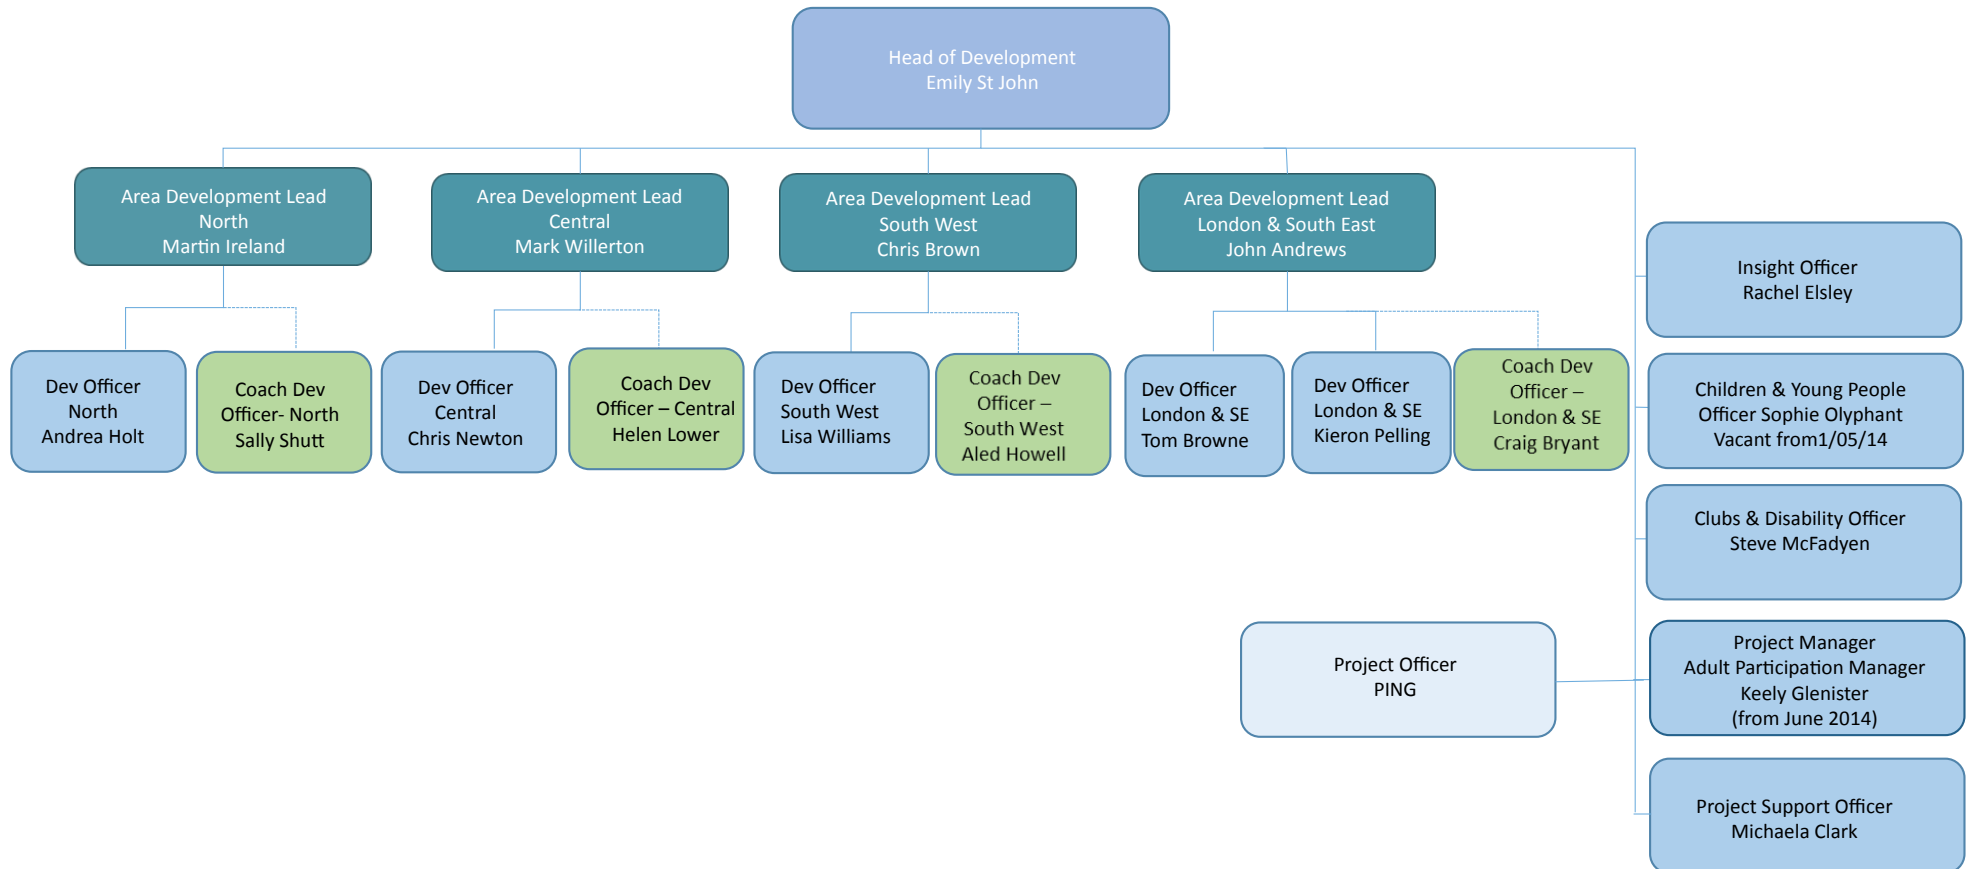 Head of Development
Emily St John
Area Development Lead
North
Martin Ireland
Area Development Lead
Central
Mark Willerton
Area Development Lead
South West
Chris Brown
Area Development Lead
London & South East
John Andrews
Insight Officer
Rachel Elsley
Dev Officer
North
Andrea Holt
Coach Dev
Officer- North
Sally Shutt
Dev Officer
Central
Chris Newton
Coach Dev
Officer – Central
Helen Lower
Dev Officer
South West
Lisa Williams
Coach Dev
Officer –
South West
Aled Howell
Dev Officer
London & SE
Tom Browne
Dev Officer
London & SE
Kieron Pelling
Coach Dev
Officer –
London & SE
Craig Bryant
Children & Young People
Officer Sophie Olyphant
Vacant from1/05/14
Clubs & Disability Officer
Steve McFadyen
Project Officer
PING
Project Manager
Adult Participation Manager
Keely Glenister
(from June 2014)
Project Support Officer
Michaela Clark